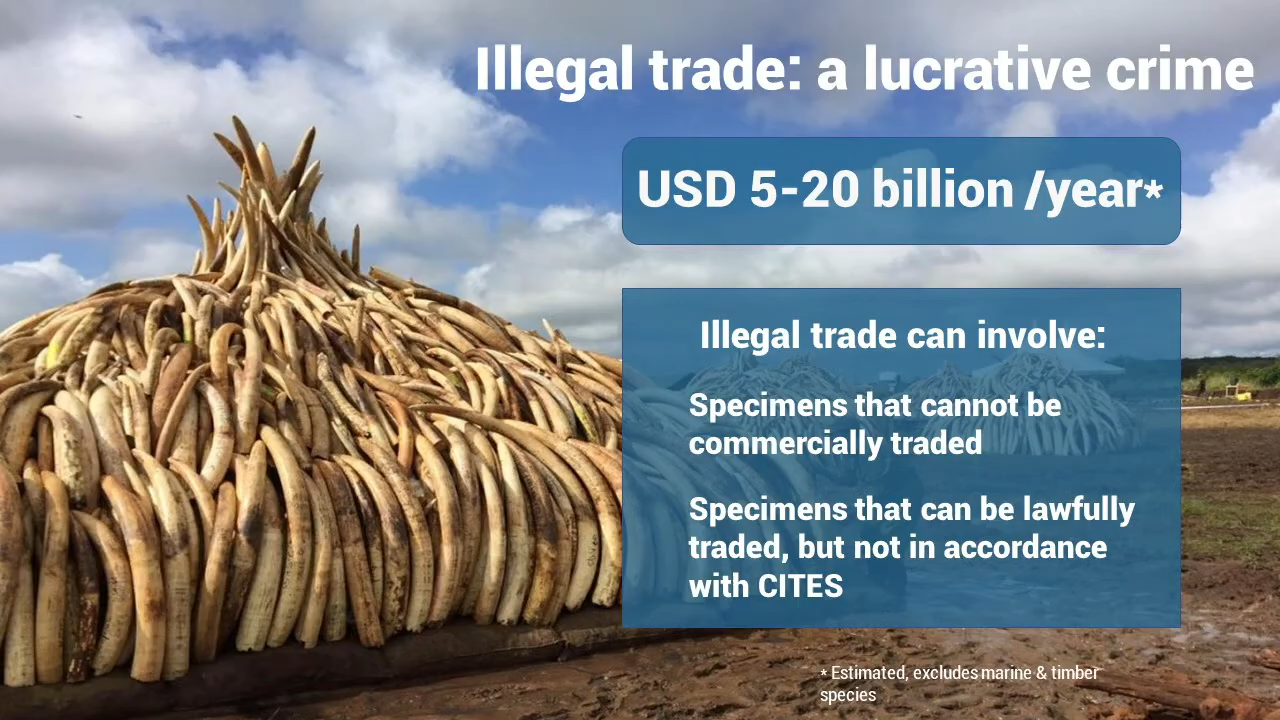 Illegal trade: a lucrative crime
USD 5-20 billion /year*
Illegal trade can involve:
Specimens that cannot be
commercially traded
Specimens that can be lawfully
traded, but not in accordance
with CITES
* Estimated, excludes marine & timber
species